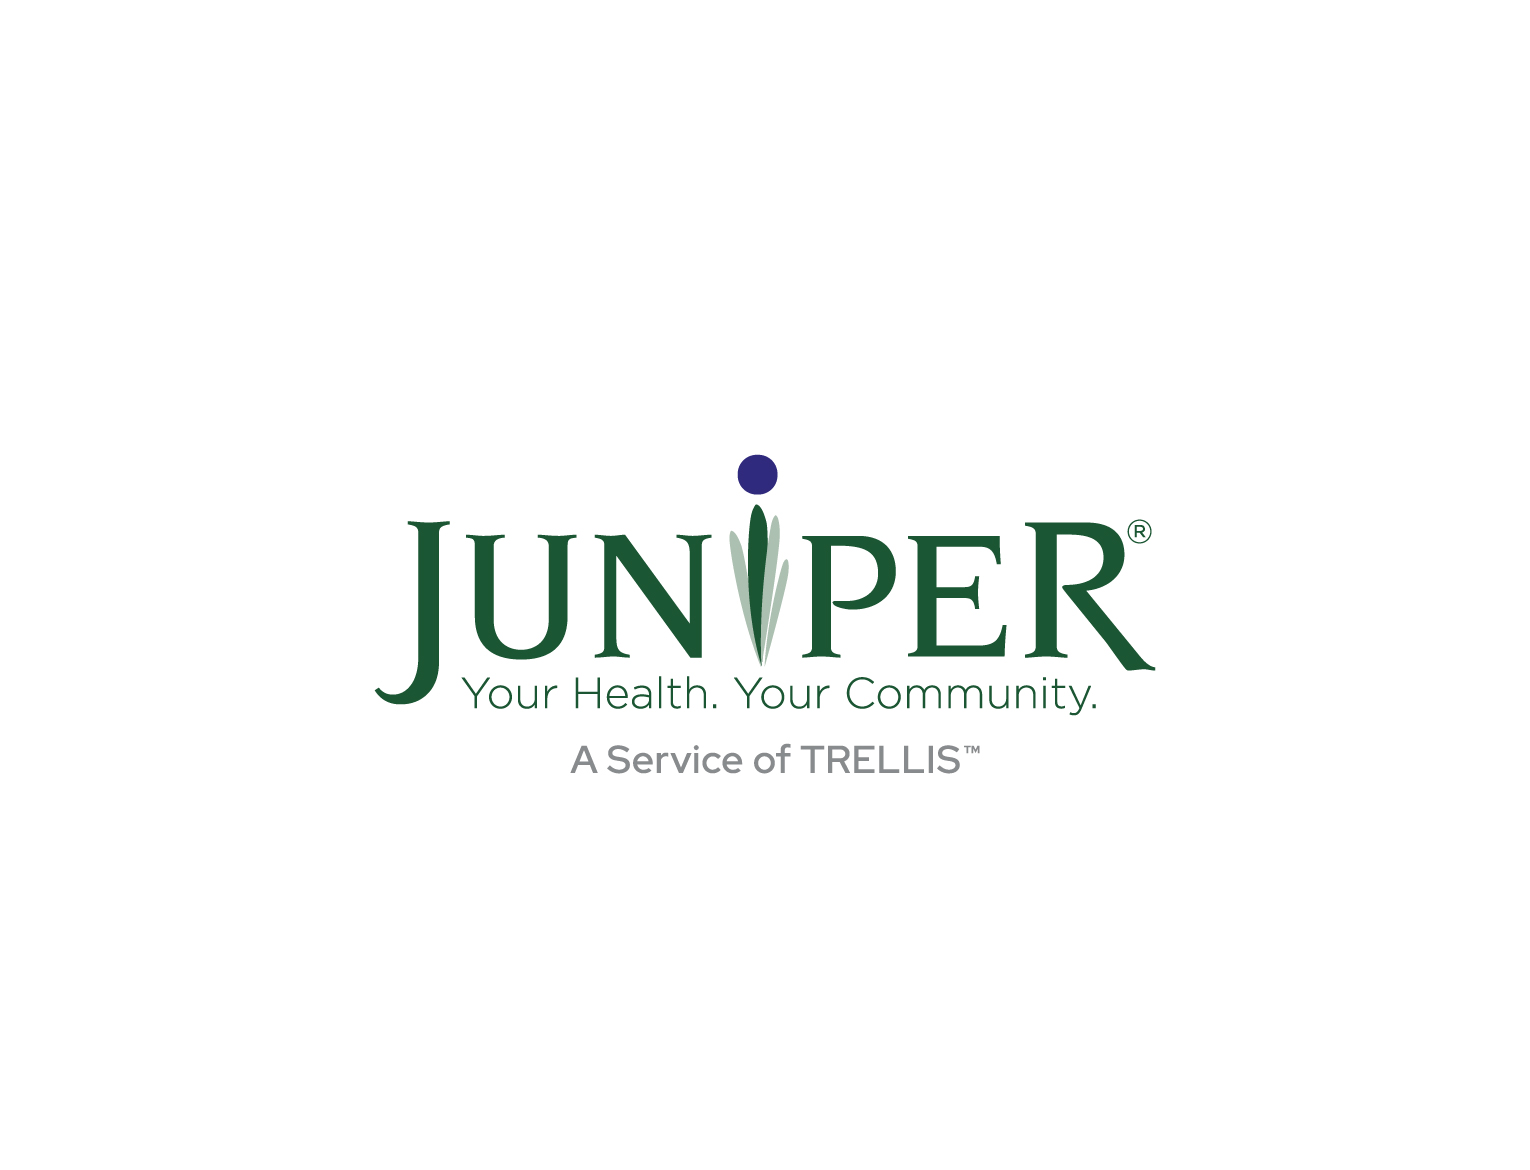 JUNiPER®
Your Health. Your Community.
A Service of TRELLIS™